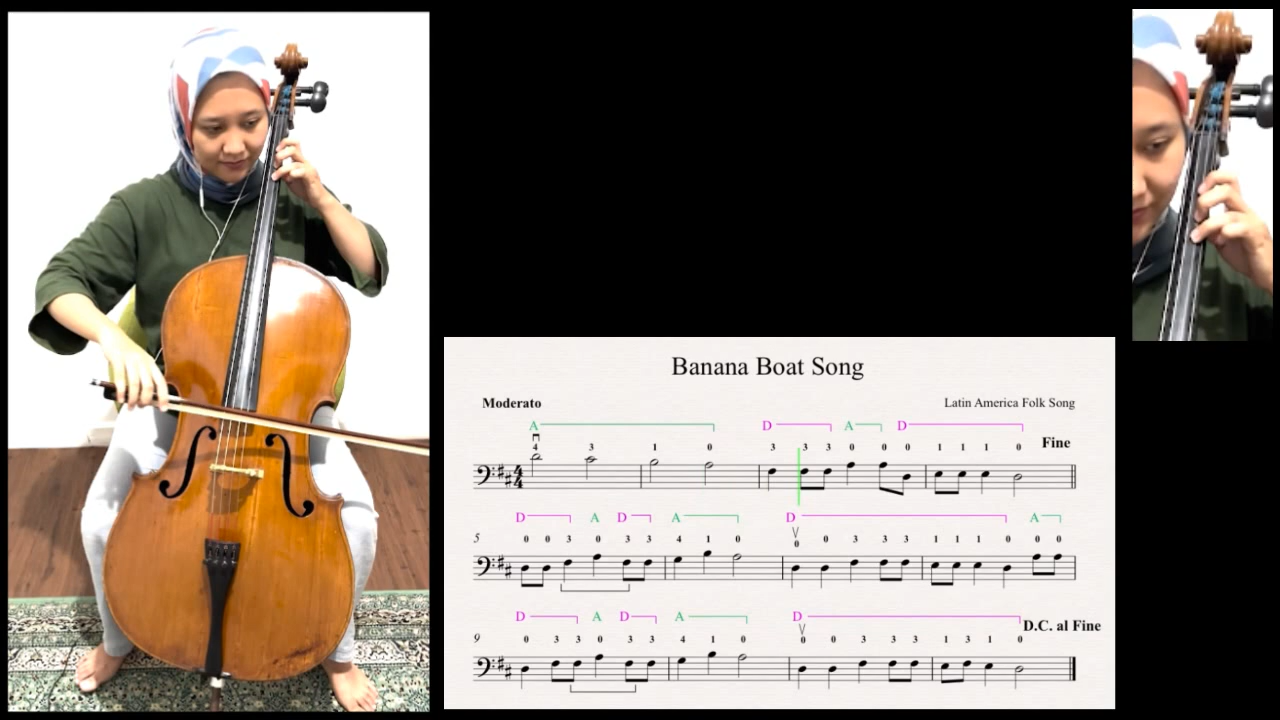 Banana Boat Song
Moderato
Latin America Folk Song
A D A D
4 3 1 0 3 3 3 0 0 0 1 1 1 0 Fine
D A D A D A
5 0 0 3 0 3 3 4 1 0 0 0 3 3 3 1 1 1 0 0 0
D A D A D D.C. al Fine
9 0 3 3 0 3 3 4 1 0 0 0 3 3 3 1 3 1 0